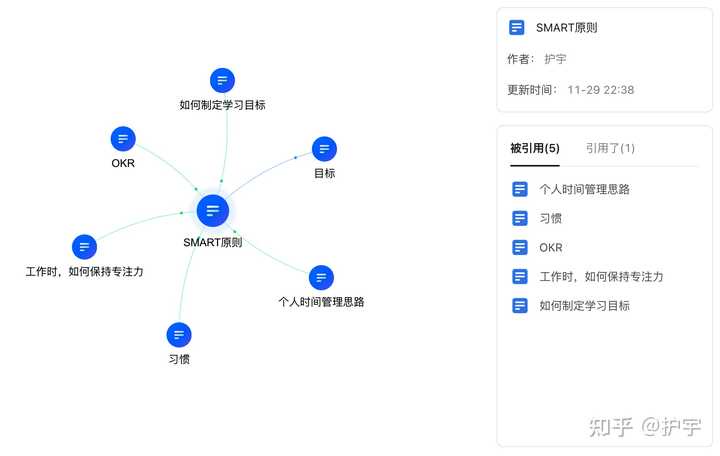 如何制定学习目标
OKR
目标
SMART原则
工作时，如何保持专注力
个人时间管理思路
习惯
SMART原则
作者： 护宇
更新时间： 11-29 22:38
被引用(5) 引用了(1)
个人时间管理思路
习惯
OKR
工作时，如何保持专注力
如何制定学习目标
知乎 @护宇